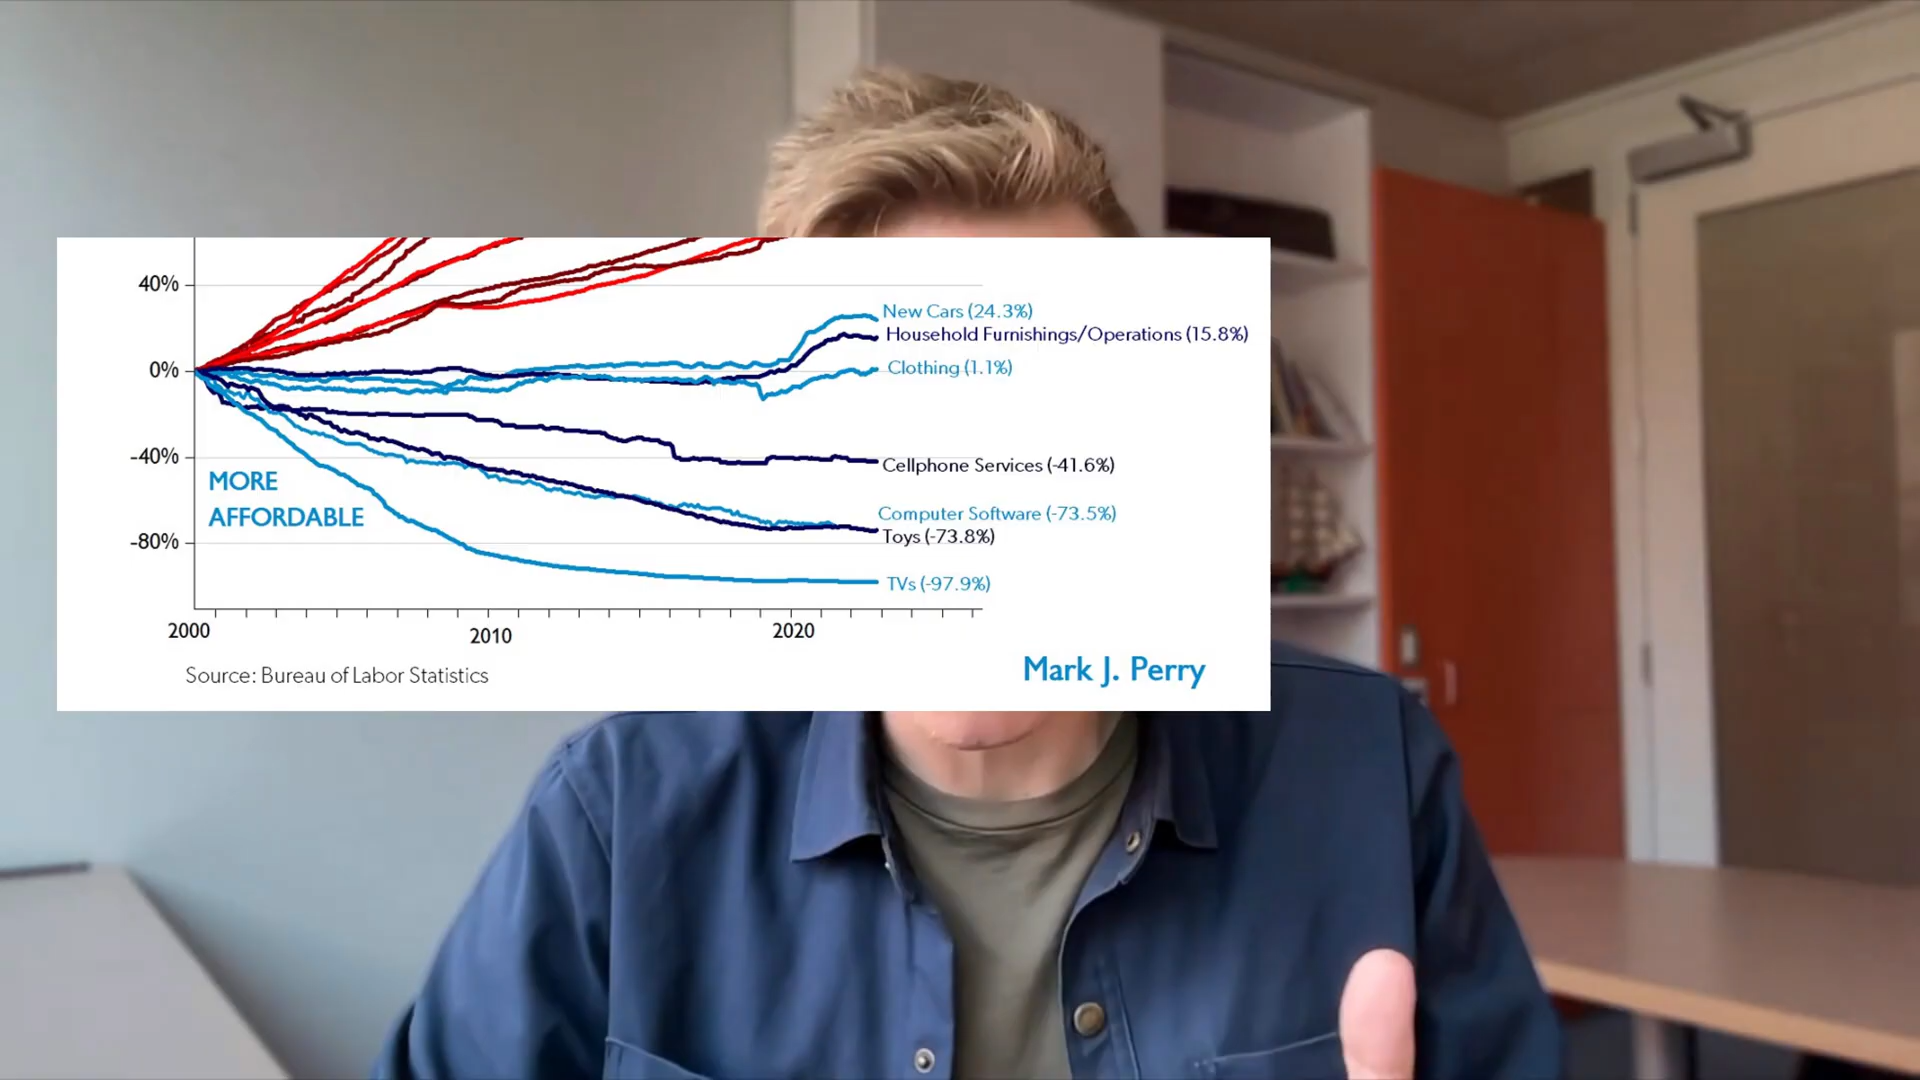 40%
New Cars (24.3%)
Household Furnishings/Operations (15.8%)
0%
Clothing (1.1%)
-40%
Cellphone Services (-41.6%)
MORE
AFFORDABLE
Computer Software (-73.5%)
Toys (-73.8%)
-80%
TVs (-97.9%)
2000
2010
2020
Source: Bureau of Labor Statistics
Mark J. Perry